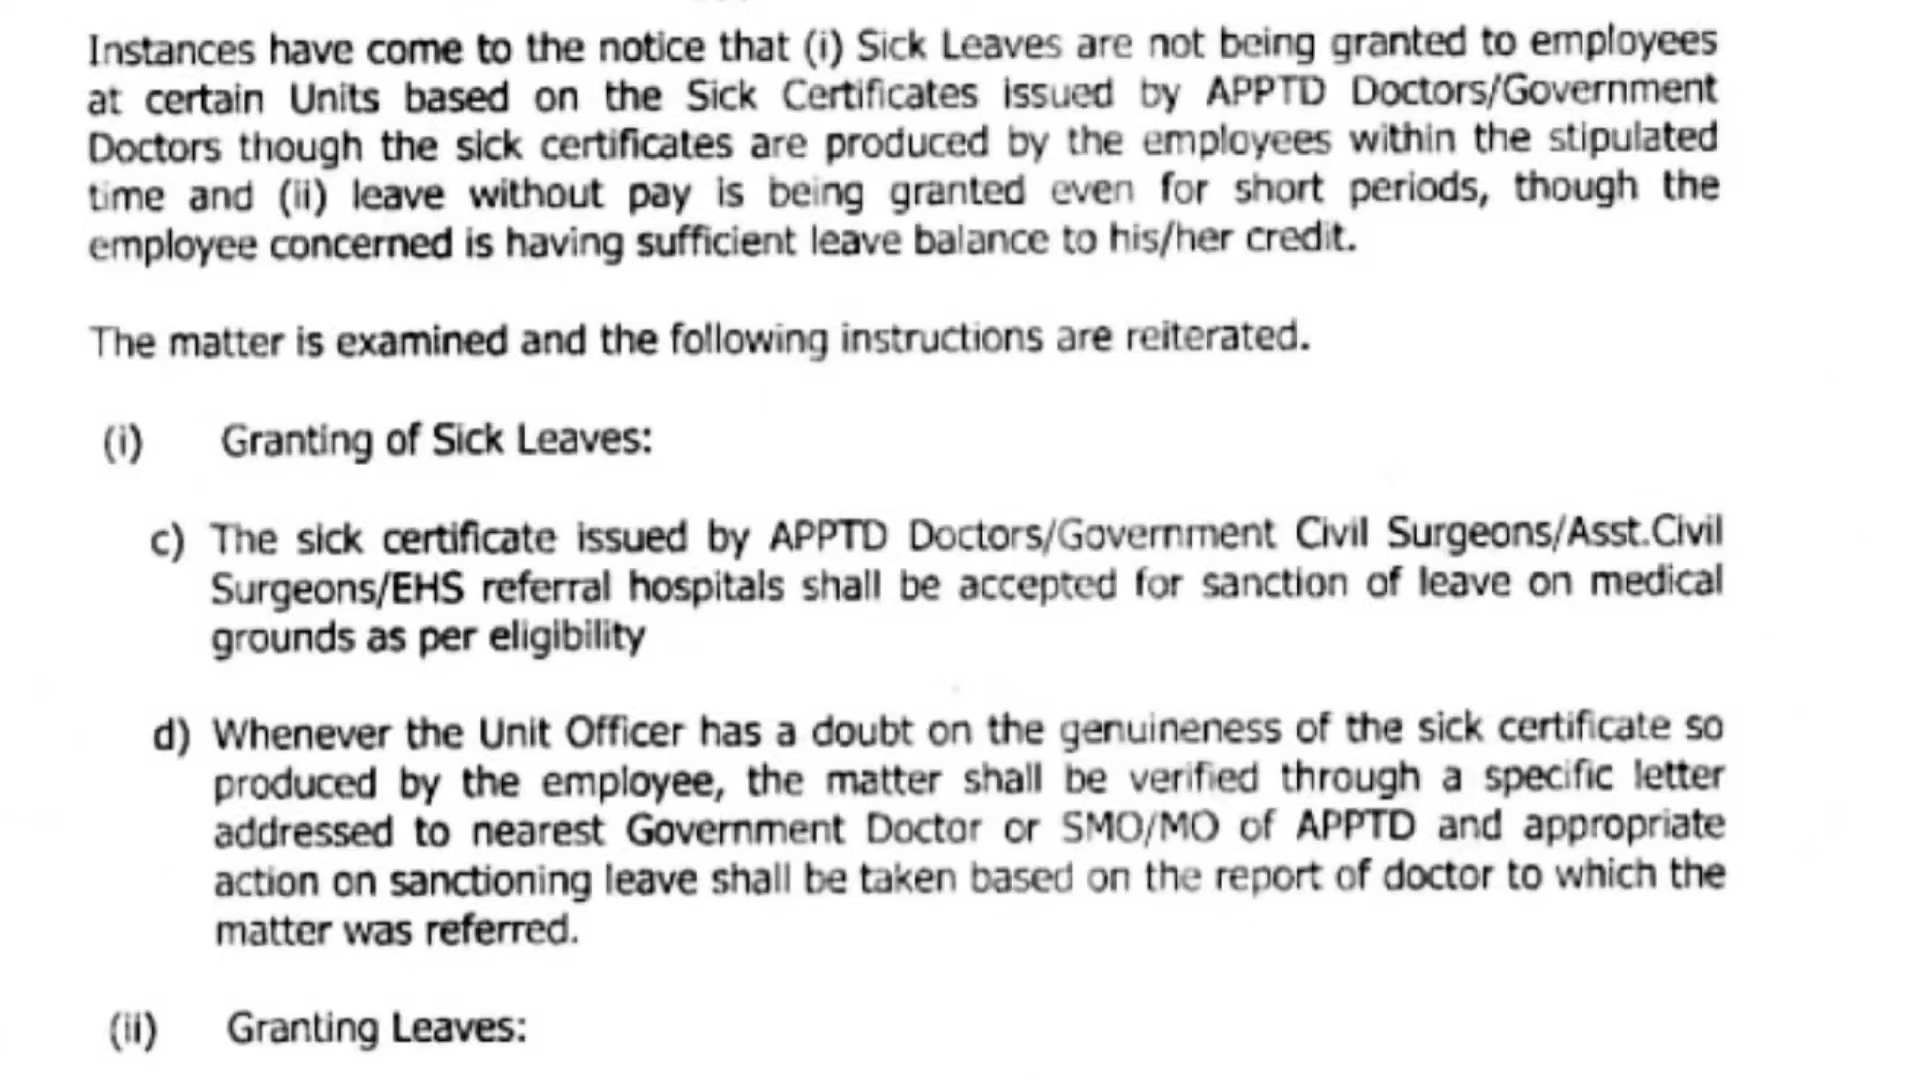 Instances have come to the notice that (i) Sick Leaves are not being granted to employees
at certain Units based on the Sick Certificates issued by APPTD Doctors/Government
Doctors though the sick certificates are produced by the employees within the stipulated
time and (ii) leave without pay is being granted even for short periods, though the
employee concerned is having sufficient leave balance to his/her credit.
The matter is examined and the following instructions are reiterated.
(i) Granting of Sick Leaves:
c) The sick certificate issued by APPTD Doctors/Government Civil Surgeons/Asst.Civil
Surgeons/EHS referral hospitals shall be accepted for sanction of leave on medical
grounds as per eligibility
d) Whenever the Unit Officer has a doubt on the genuineness of the sick certificate so
produced by the employee, the matter shall be verified through a specific letter
addressed to nearest Government Doctor or SMO/MO of APPTD and appropriate
action on sanctioning leave shall be taken based on the report of doctor to which the
matter was referred.
(ii) Granting Leaves: